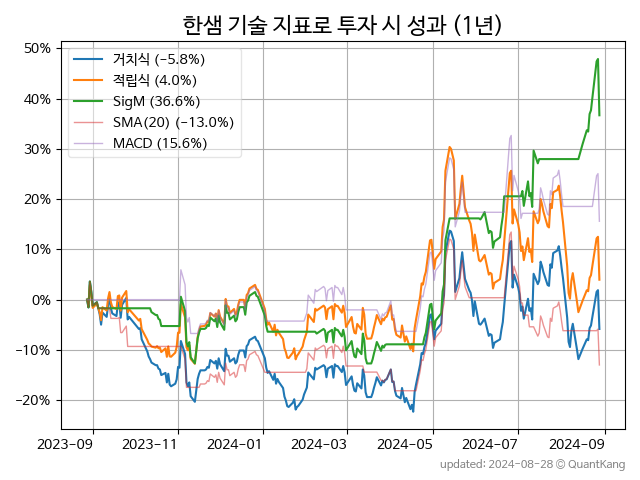 한샘 기술 지표로 투자 시 성과 (1년)
50%
40%
30%
20%
10%
0%
−10%
−20%
거치식 (−5.8%)
적립식 (4.0%)
SigM (36.6%)
SMA(20) (−13.0%)
MACD (15.6%)
2023-09 2023-11 2024-01 2024-03 2024-05 2024-07 2024-09
updated: 2024-08-28 © QuantKang